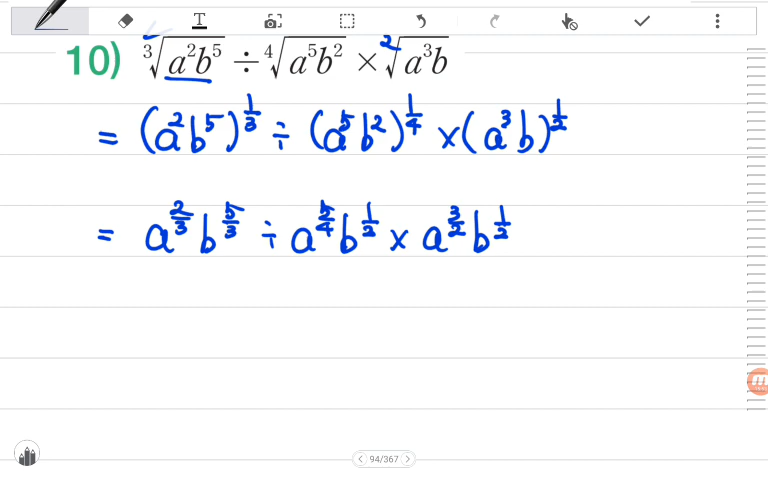 10) ∛(a²b⁵) ÷ ∜(a⁵b²) × ²√(a³b)
= (a²b⁵)^(1/3) ÷ (a⁵b²)^(1/4) × (a³b)^(1/2)
= a^(2/3) b^(5/3) ÷ a^(5/4) b^(1/2) × a^(3/2) b^(1/2)
94/367